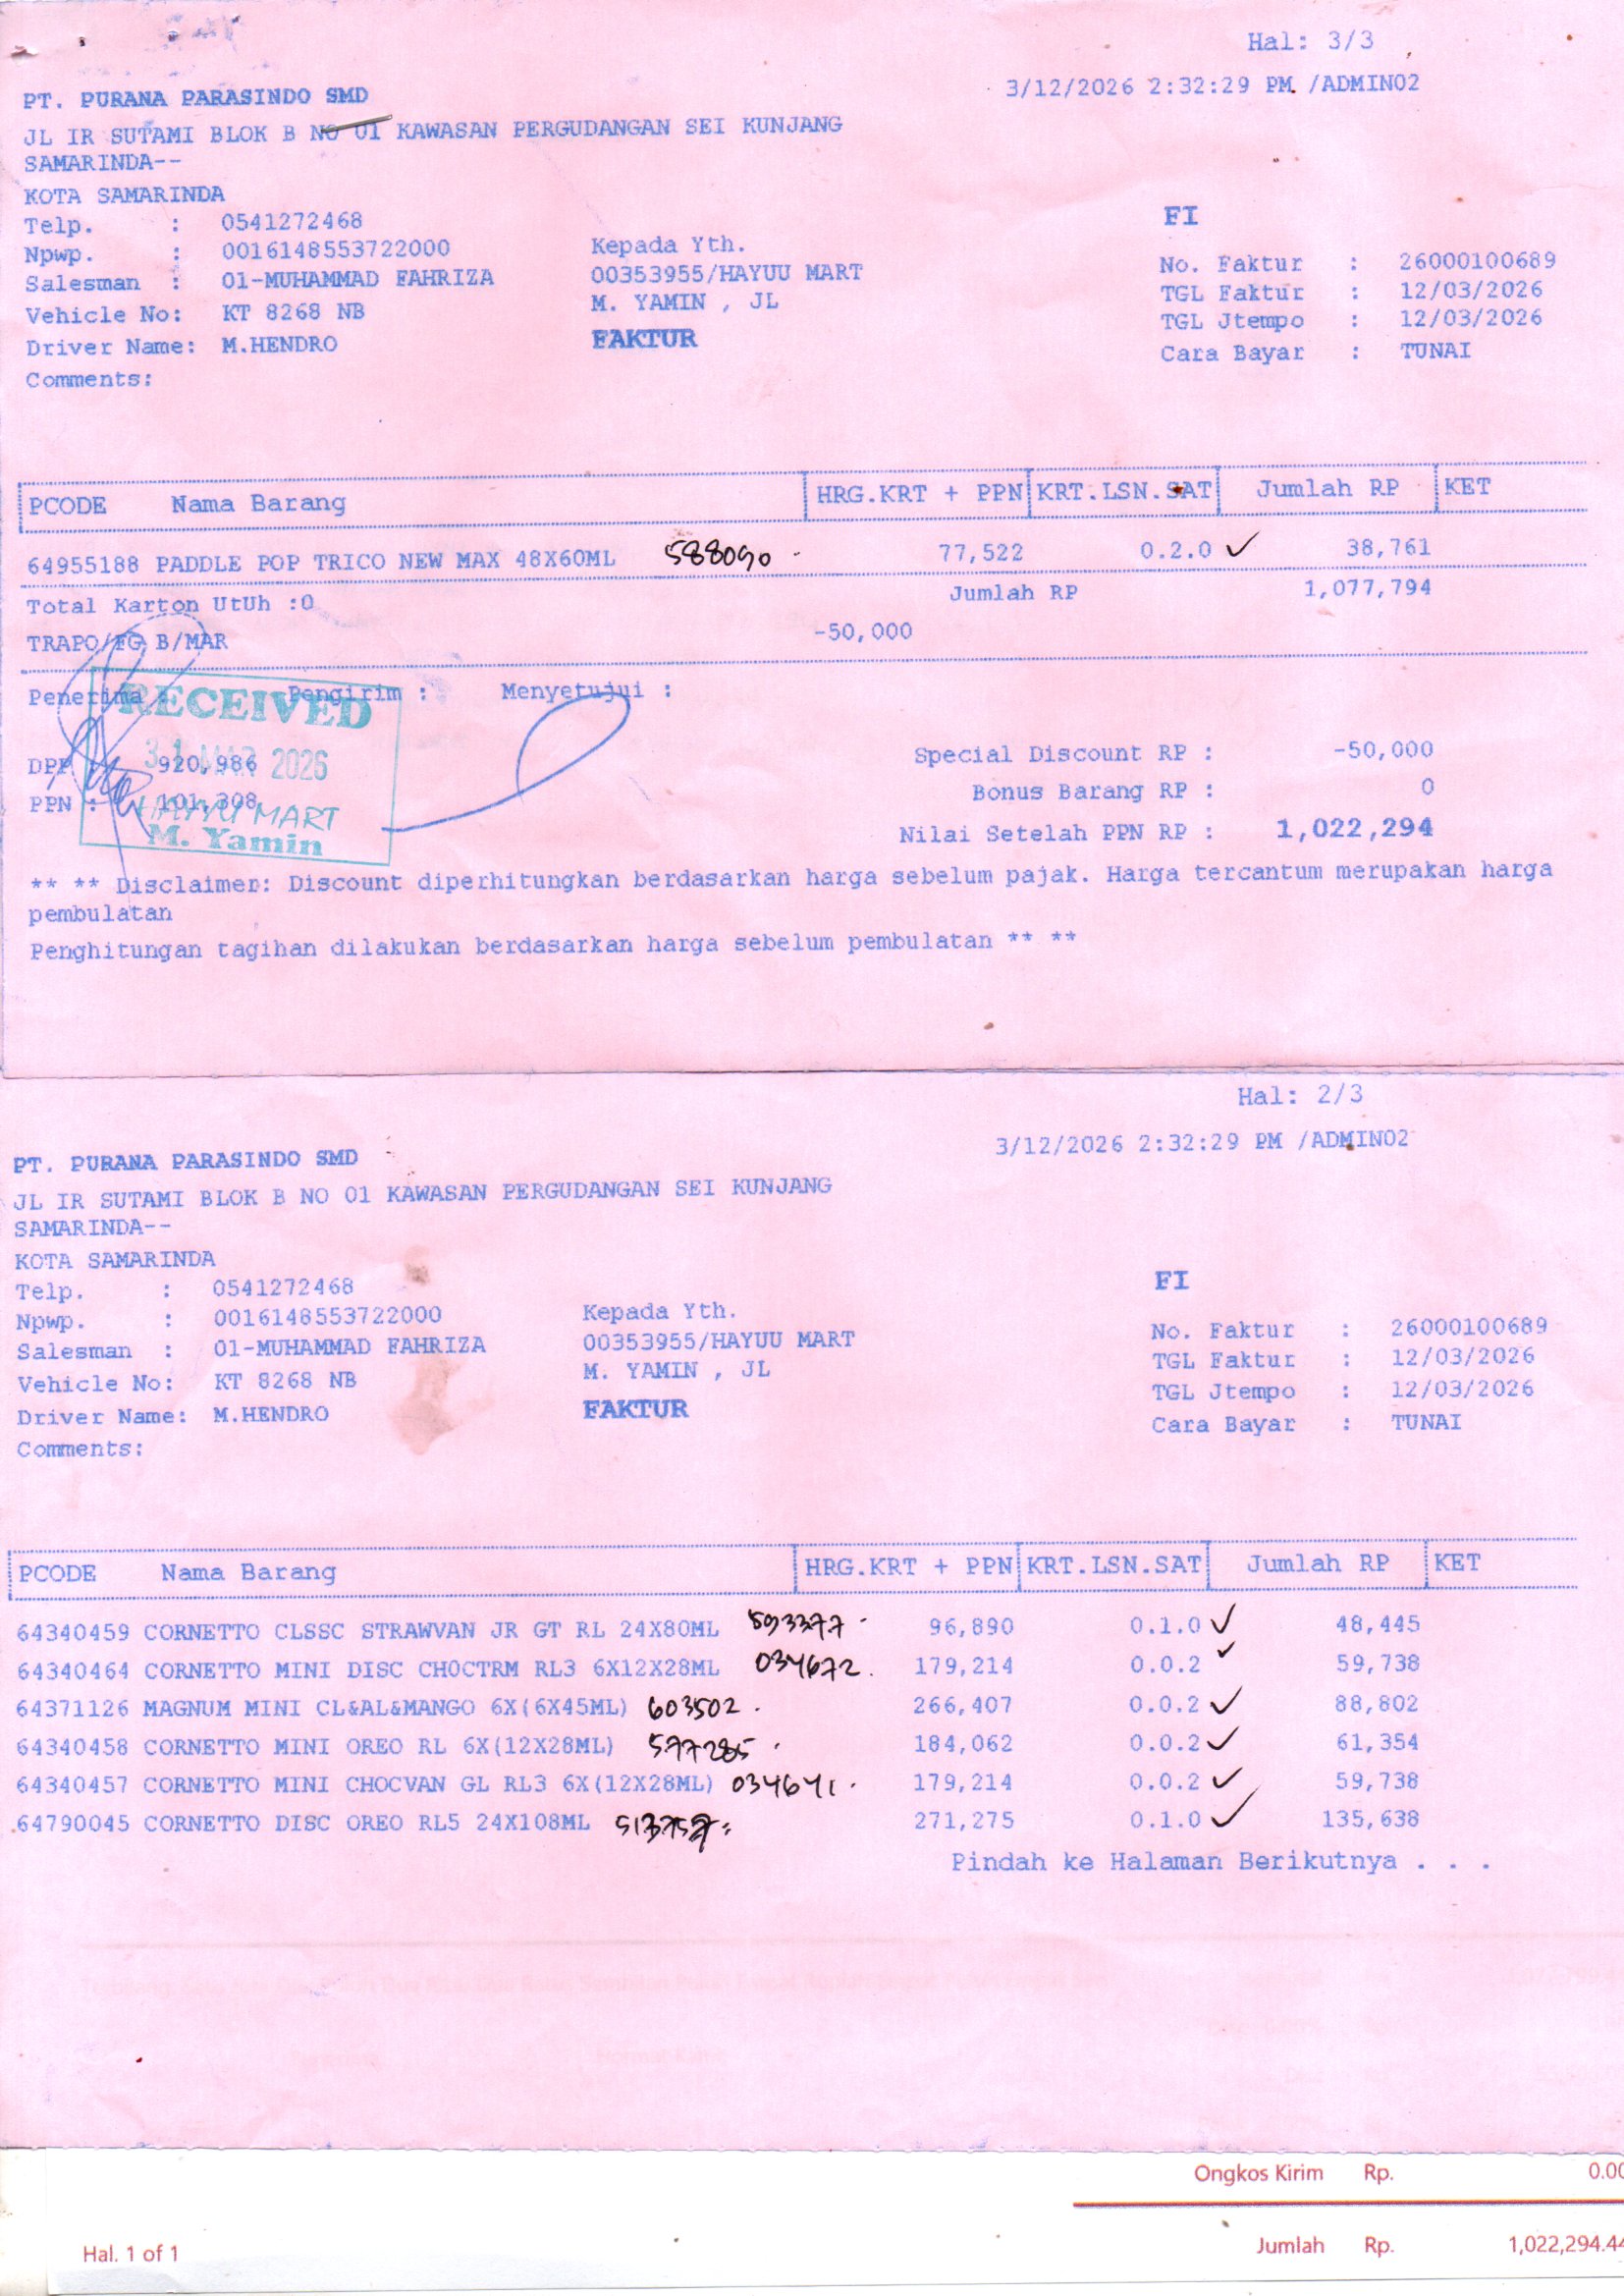 Hal: 3/3
3/12/2026 2:32:29 PM /ADMIN02
PT. PURANA PARASINDO SMD
JL IR SUTAMI BLOK B NO 01 KAWASAN PERGUDANGAN SEI KUNJANG
SAMARINDA--
KOTA SAMARINDA
FI
Telp. : 0541272468
Npwp. : 0016148553722000 Kepada Yth. No. Faktur : 26000100689
Salesman : 01-MUHAMMAD FAHRIZA 00353955/HAYUU MART TGL Faktur : 12/03/2026
Vehicle No: KT 8268 NB M. YAMIN , JL TGL Jtempo : 12/03/2026
Driver Name: M.HENDRO FAKTUR Cara Bayar : TUNAI
Comments:
PCODE Nama Barang HRG.KRT + PPN KRT.LSN.SAT Jumlah RP KET
64955188 PADDLE POP TRICO NEW MAX 48X60ML 588090 77,522 0.2.0 ✓ 38,761
Total Karton UtUh :0 Jumlah RP 1,077,794
TRAPO/FG B/MAR -50,000
Penerima : Pengirim : Menyetujui :
RECEIVED
31 MAR 2026
HAYYU MART
M. Yamin
DPP : 920,986 Special Discount RP : -50,000
PPN : 101,308 Bonus Barang RP : 0
Nilai Setelah PPN RP : 1,022,294
** ** Disclaimer: Discount diperhitungkan berdasarkan harga sebelum pajak. Harga tercantum merupakan harga
pembulatan
Penghitungan tagihan dilakukan berdasarkan harga sebelum pembulatan ** **
Hal: 2/3
3/12/2026 2:32:29 PM /ADMIN02
PT. PURANA PARASINDO SMD
JL IR SUTAMI BLOK B NO 01 KAWASAN PERGUDANGAN SEI KUNJANG
SAMARINDA--
KOTA SAMARINDA
FI
Telp. : 0541272468
Npwp. : 0016148553722000 Kepada Yth. No. Faktur : 26000100689
Salesman : 01-MUHAMMAD FAHRIZA 00353955/HAYUU MART TGL Faktur : 12/03/2026
Vehicle No: KT 8268 NB M. YAMIN , JL TGL Jtempo : 12/03/2026
Driver Name: M.HENDRO FAKTUR Cara Bayar : TUNAI
Comments:
PCODE Nama Barang HRG.KRT + PPN KRT.LSN.SAT Jumlah RP KET
64340459 CORNETTO CLSSC STRAWVAN JR GT RL 24X80ML 593377 96,890 0.1.0 ✓ 48,445
64340464 CORNETTO MINI DISC CHOCTRM RL3 6X12X28ML 034672 179,214 0.0.2 ✓ 59,738
64371126 MAGNUM MINI CL&AL&MANGO 6X(6X45ML) 603502 266,407 0.0.2 ✓ 88,802
64340458 CORNETTO MINI OREO RL 6X(12X28ML) 577285 184,062 0.0.2 ✓ 61,354
64340457 CORNETTO MINI CHOCVAN GL RL3 6X(12X28ML) 034641 179,214 0.0.2 ✓ 59,738
64790045 CORNETTO DISC OREO RL5 24X108ML 271,275 0.1.0 ✓ 135,638
Pindah ke Halaman Berikutnya . . .
Ongkos Kirim Rp. 0.00
Hal. 1 of 1 Jumlah Rp. 1,022,294.44